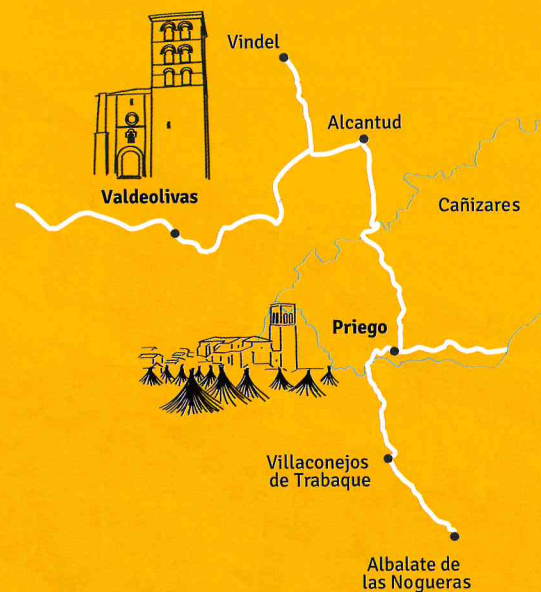 Vindel
Alcantud
Valdeolivas
Cañizares
Priego
Villaconejos
de Trabaque
Albalate de
las Nogueras